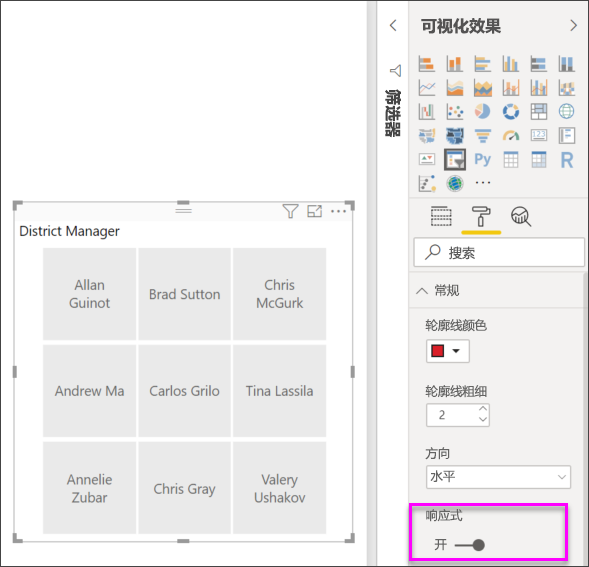 District Manager
Allan
Guinot
Brad Sutton
Chris
McGurk
Andrew Ma
Carlos Grilo
Tina Lassila
Annelie
Zubar
Chris Gray
Valery
Ushakov
筛选器
可视化效果
123
Py
R
搜索
常规
轮廓线颜色
轮廓线粗细
2
方向
水平
响应式
开